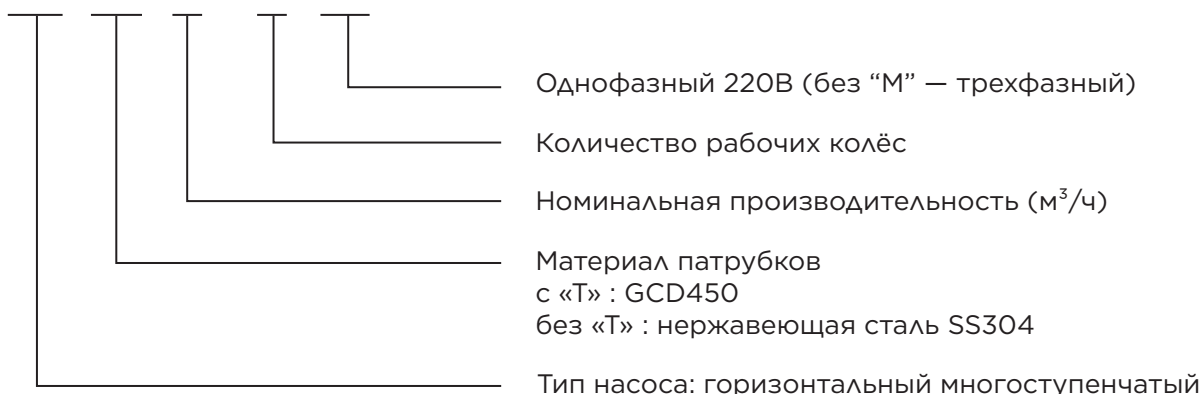 Однофазный 220В (без “М” — трехфазный)
Количество рабочих колёс
Номинальная производительность (м³/ч)
Материал патрубков
с «Т» : GCD450
без «Т» : нержавеющая сталь SS304
Тип насоса: горизонтальный многоступенчатый